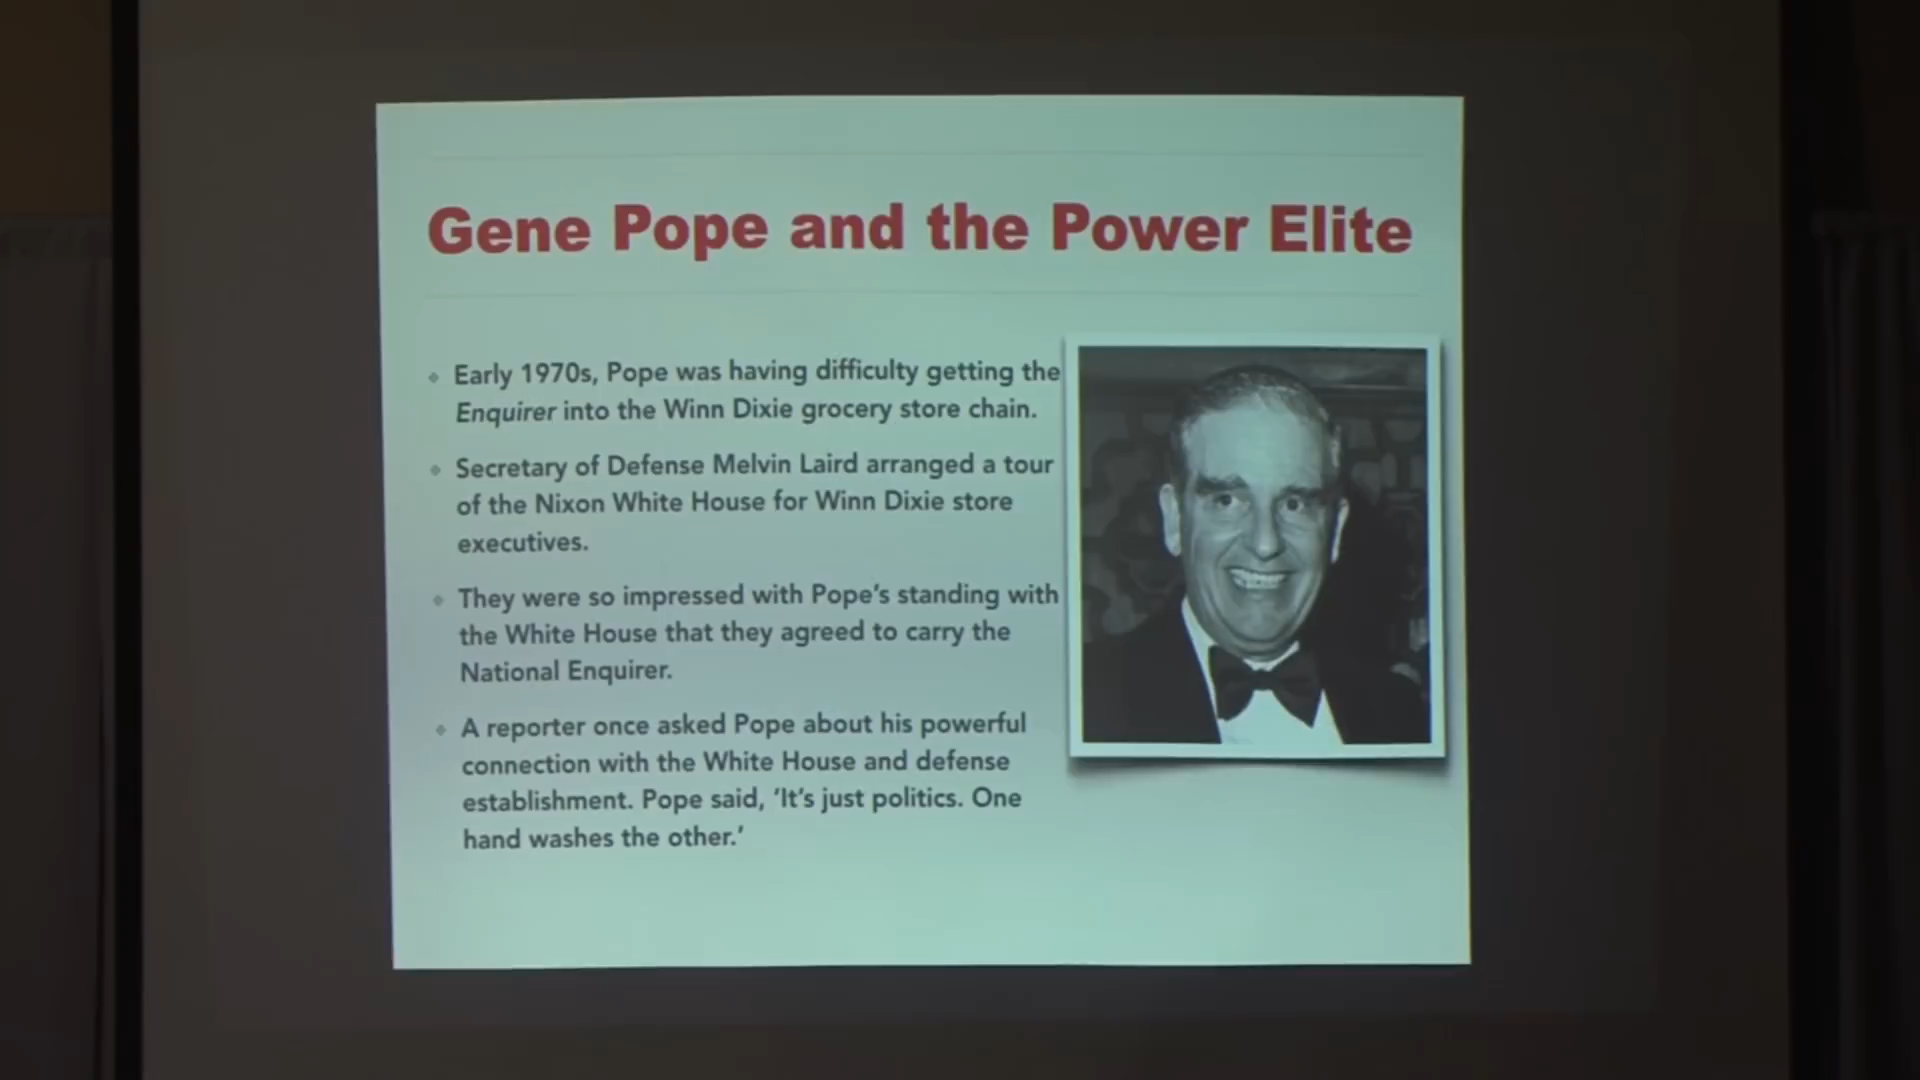 Gene Pope and the Power Elite
Early 1970s, Pope was having difficulty getting the
Enquirer into the Winn Dixie grocery store chain.
Secretary of Defense Melvin Laird arranged a tour
of the Nixon White House for Winn Dixie store
executives.
They were so impressed with Pope's standing with
the White House that they agreed to carry the
National Enquirer.
A reporter once asked Pope about his powerful
connection with the White House and defense
establishment. Pope said, 'It's just politics. One
hand washes the other.'